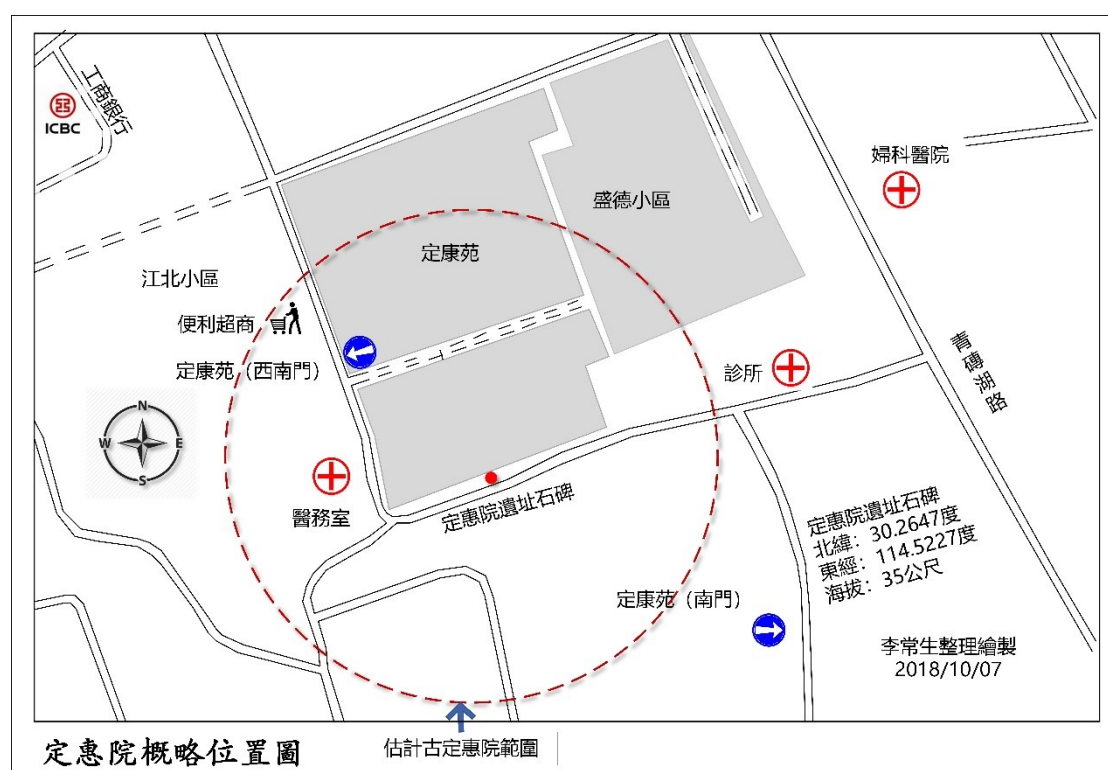 工商銀行
ICBC
婦科醫院
盛德小區
定康苑
江北小區
便利超商
定康苑（西南門）
診所
青磚湖路
N
W
E
S
醫務室
定惠院遺址石碑
定惠院遺址石碑
北緯：30.2647度
東經：114.5227度
海拔：35公尺
定康苑（南門）
李常生整理繪製
2018/10/07
定惠院概略位置圖
估計古定惠院範圍